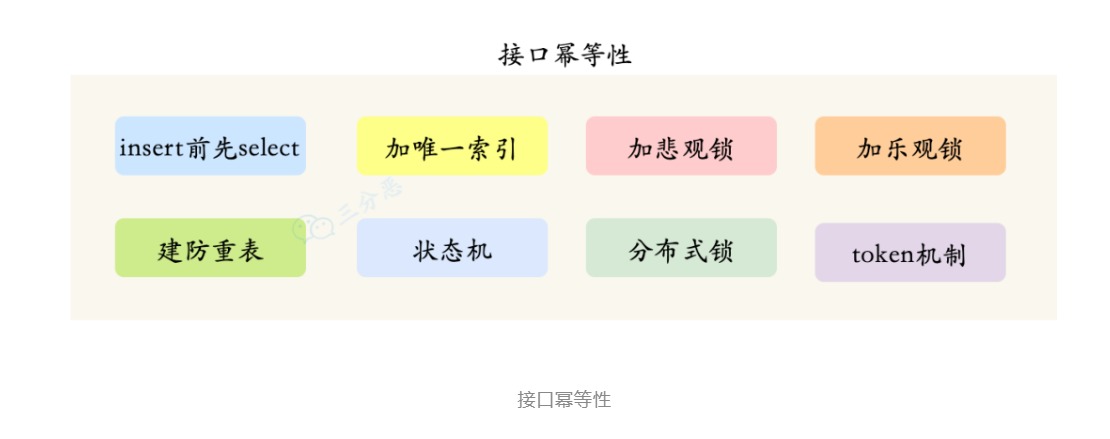 接口幂等性
insert前先select
加唯一索引
加悲观锁
加乐观锁
三分恶
建防重表
状态机
分布式锁
token机制
接口幂等性